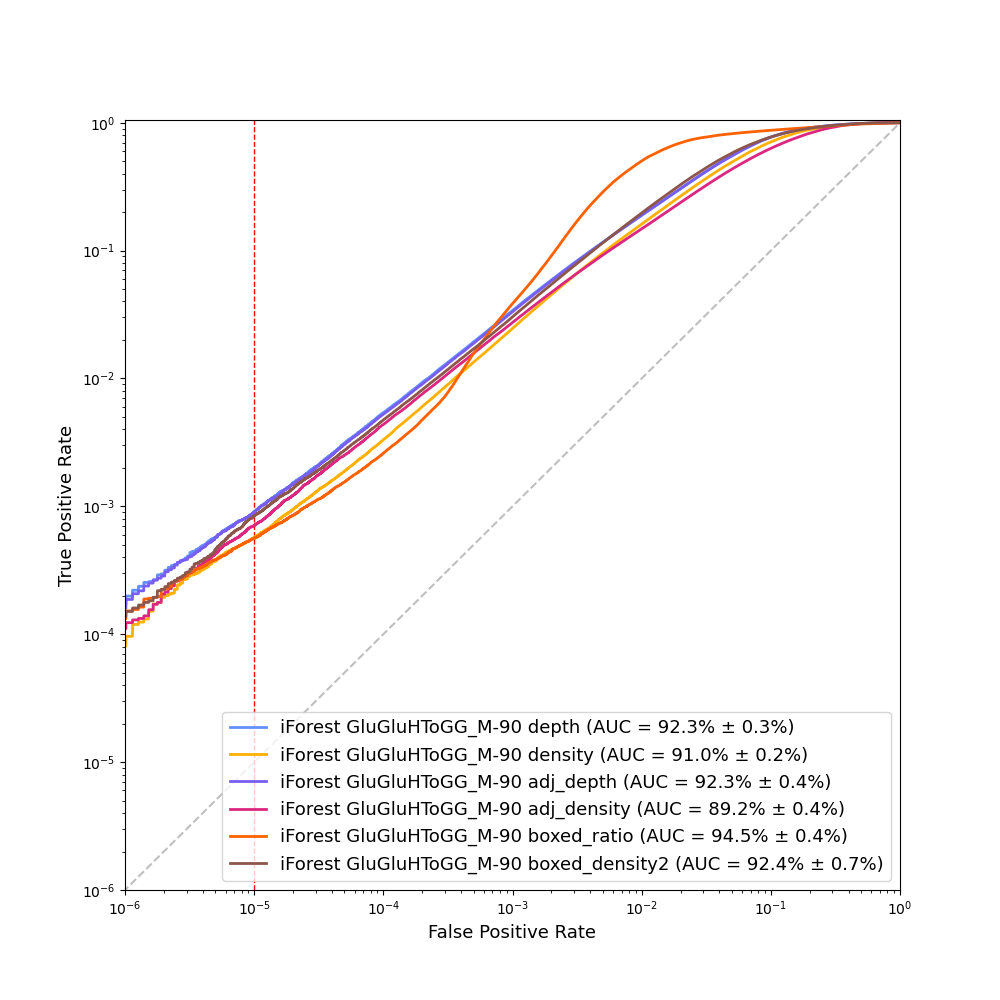 10⁰
10⁻¹
10⁻²
10⁻³
10⁻⁴
10⁻⁵
10⁻⁶
True Positive Rate
iForest GluGluHToGG_M-90 depth (AUC = 92.3% ± 0.3%)
iForest GluGluHToGG_M-90 density (AUC = 91.0% ± 0.2%)
iForest GluGluHToGG_M-90 adj_depth (AUC = 92.3% ± 0.4%)
iForest GluGluHToGG_M-90 adj_density (AUC = 89.2% ± 0.4%)
iForest GluGluHToGG_M-90 boxed_ratio (AUC = 94.5% ± 0.4%)
iForest GluGluHToGG_M-90 boxed_density2 (AUC = 92.4% ± 0.7%)
10⁻⁶ 10⁻⁵ 10⁻⁴ 10⁻³ 10⁻² 10⁻¹ 10⁰
False Positive Rate